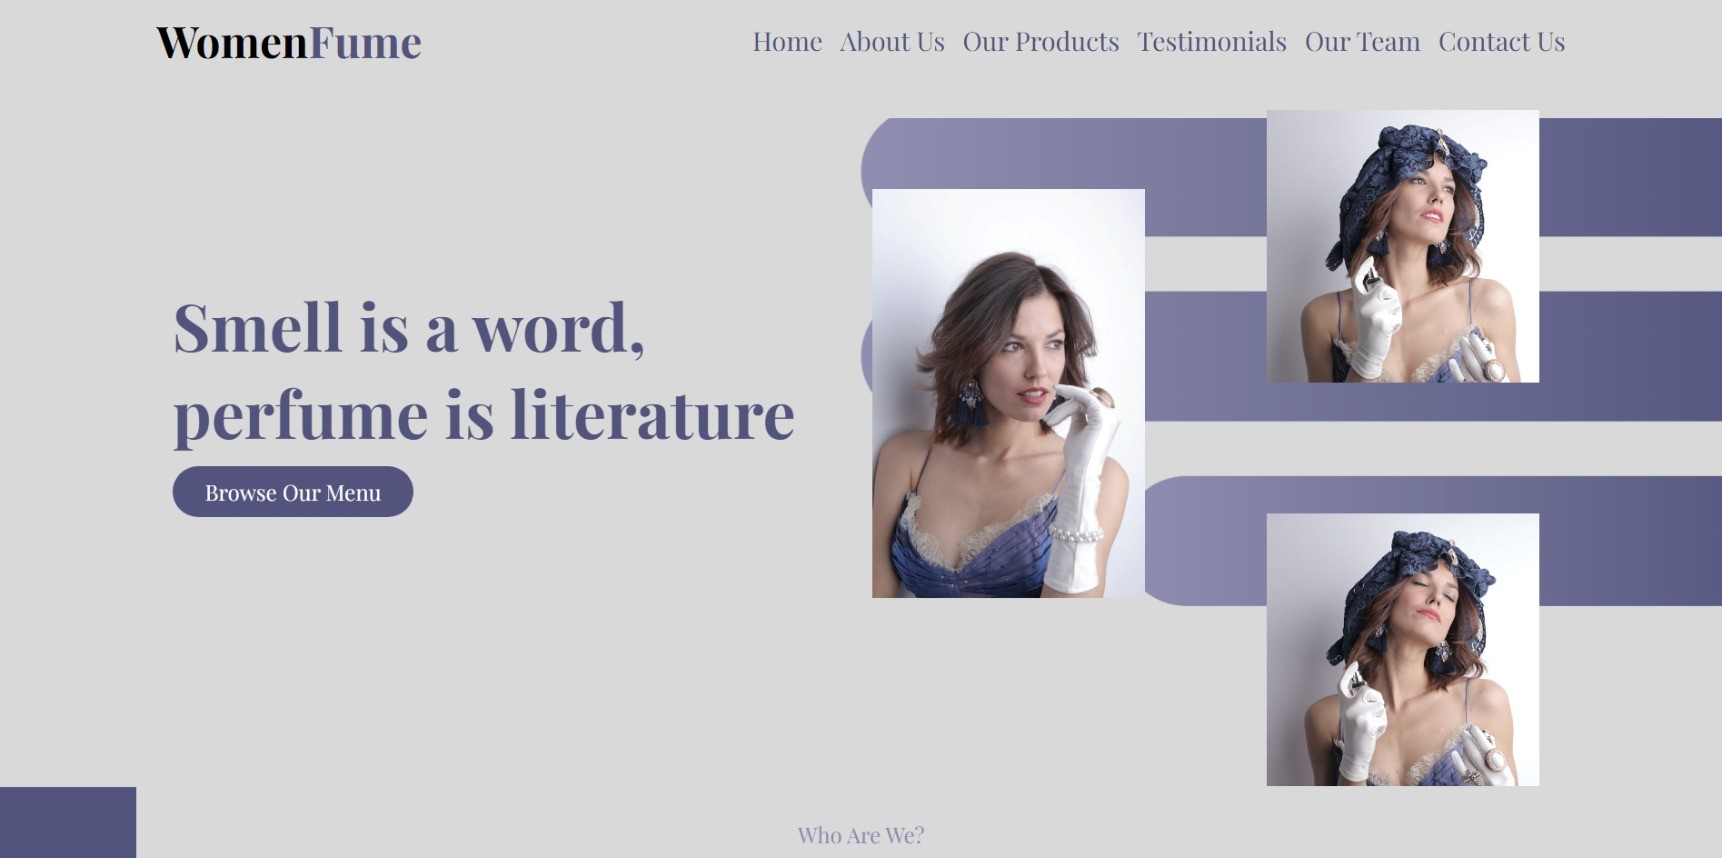 WomenFume
Home About Us Our Products Testimonials Our Team Contact Us
Smell is a word,
perfume is literature
Browse Our Menu
Who Are We?